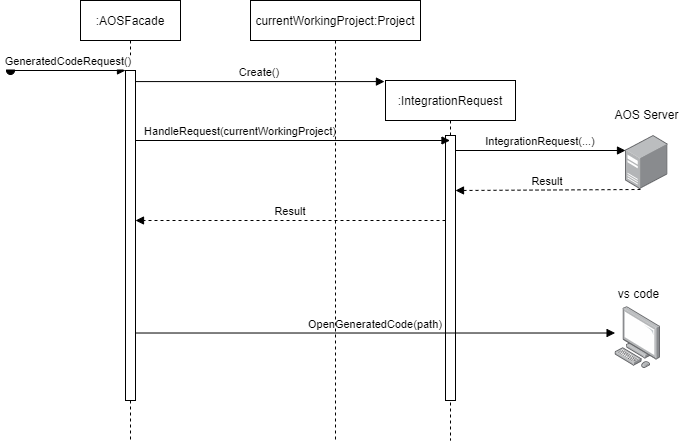 :AOSFacade
currentWorkingProject:Project
GeneratedCodeRequest()
Create()
:IntegrationRequest
AOS Server
HandleRequest(currentWorkingProject)
IntegrationRequest(...)
Result
Result
vs code
OpenGeneratedCode(path)